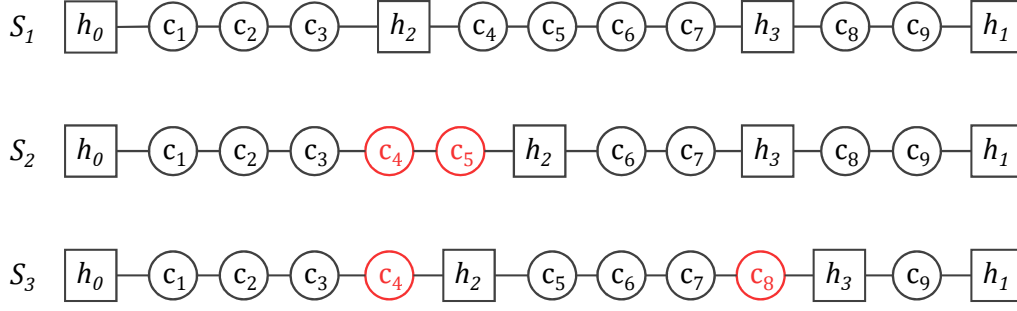 S₁ h₀ c₁ c₂ c₃ h₂ c₄ c₅ c₆ c₇ h₃ c₈ c₉ h₁
S₂ h₀ c₁ c₂ c₃ c₄ c₅ h₂ c₆ c₇ h₃ c₈ c₉ h₁
S₃ h₀ c₁ c₂ c₃ c₄ h₂ c₅ c₆ c₇ c₈ h₃ c₉ h₁